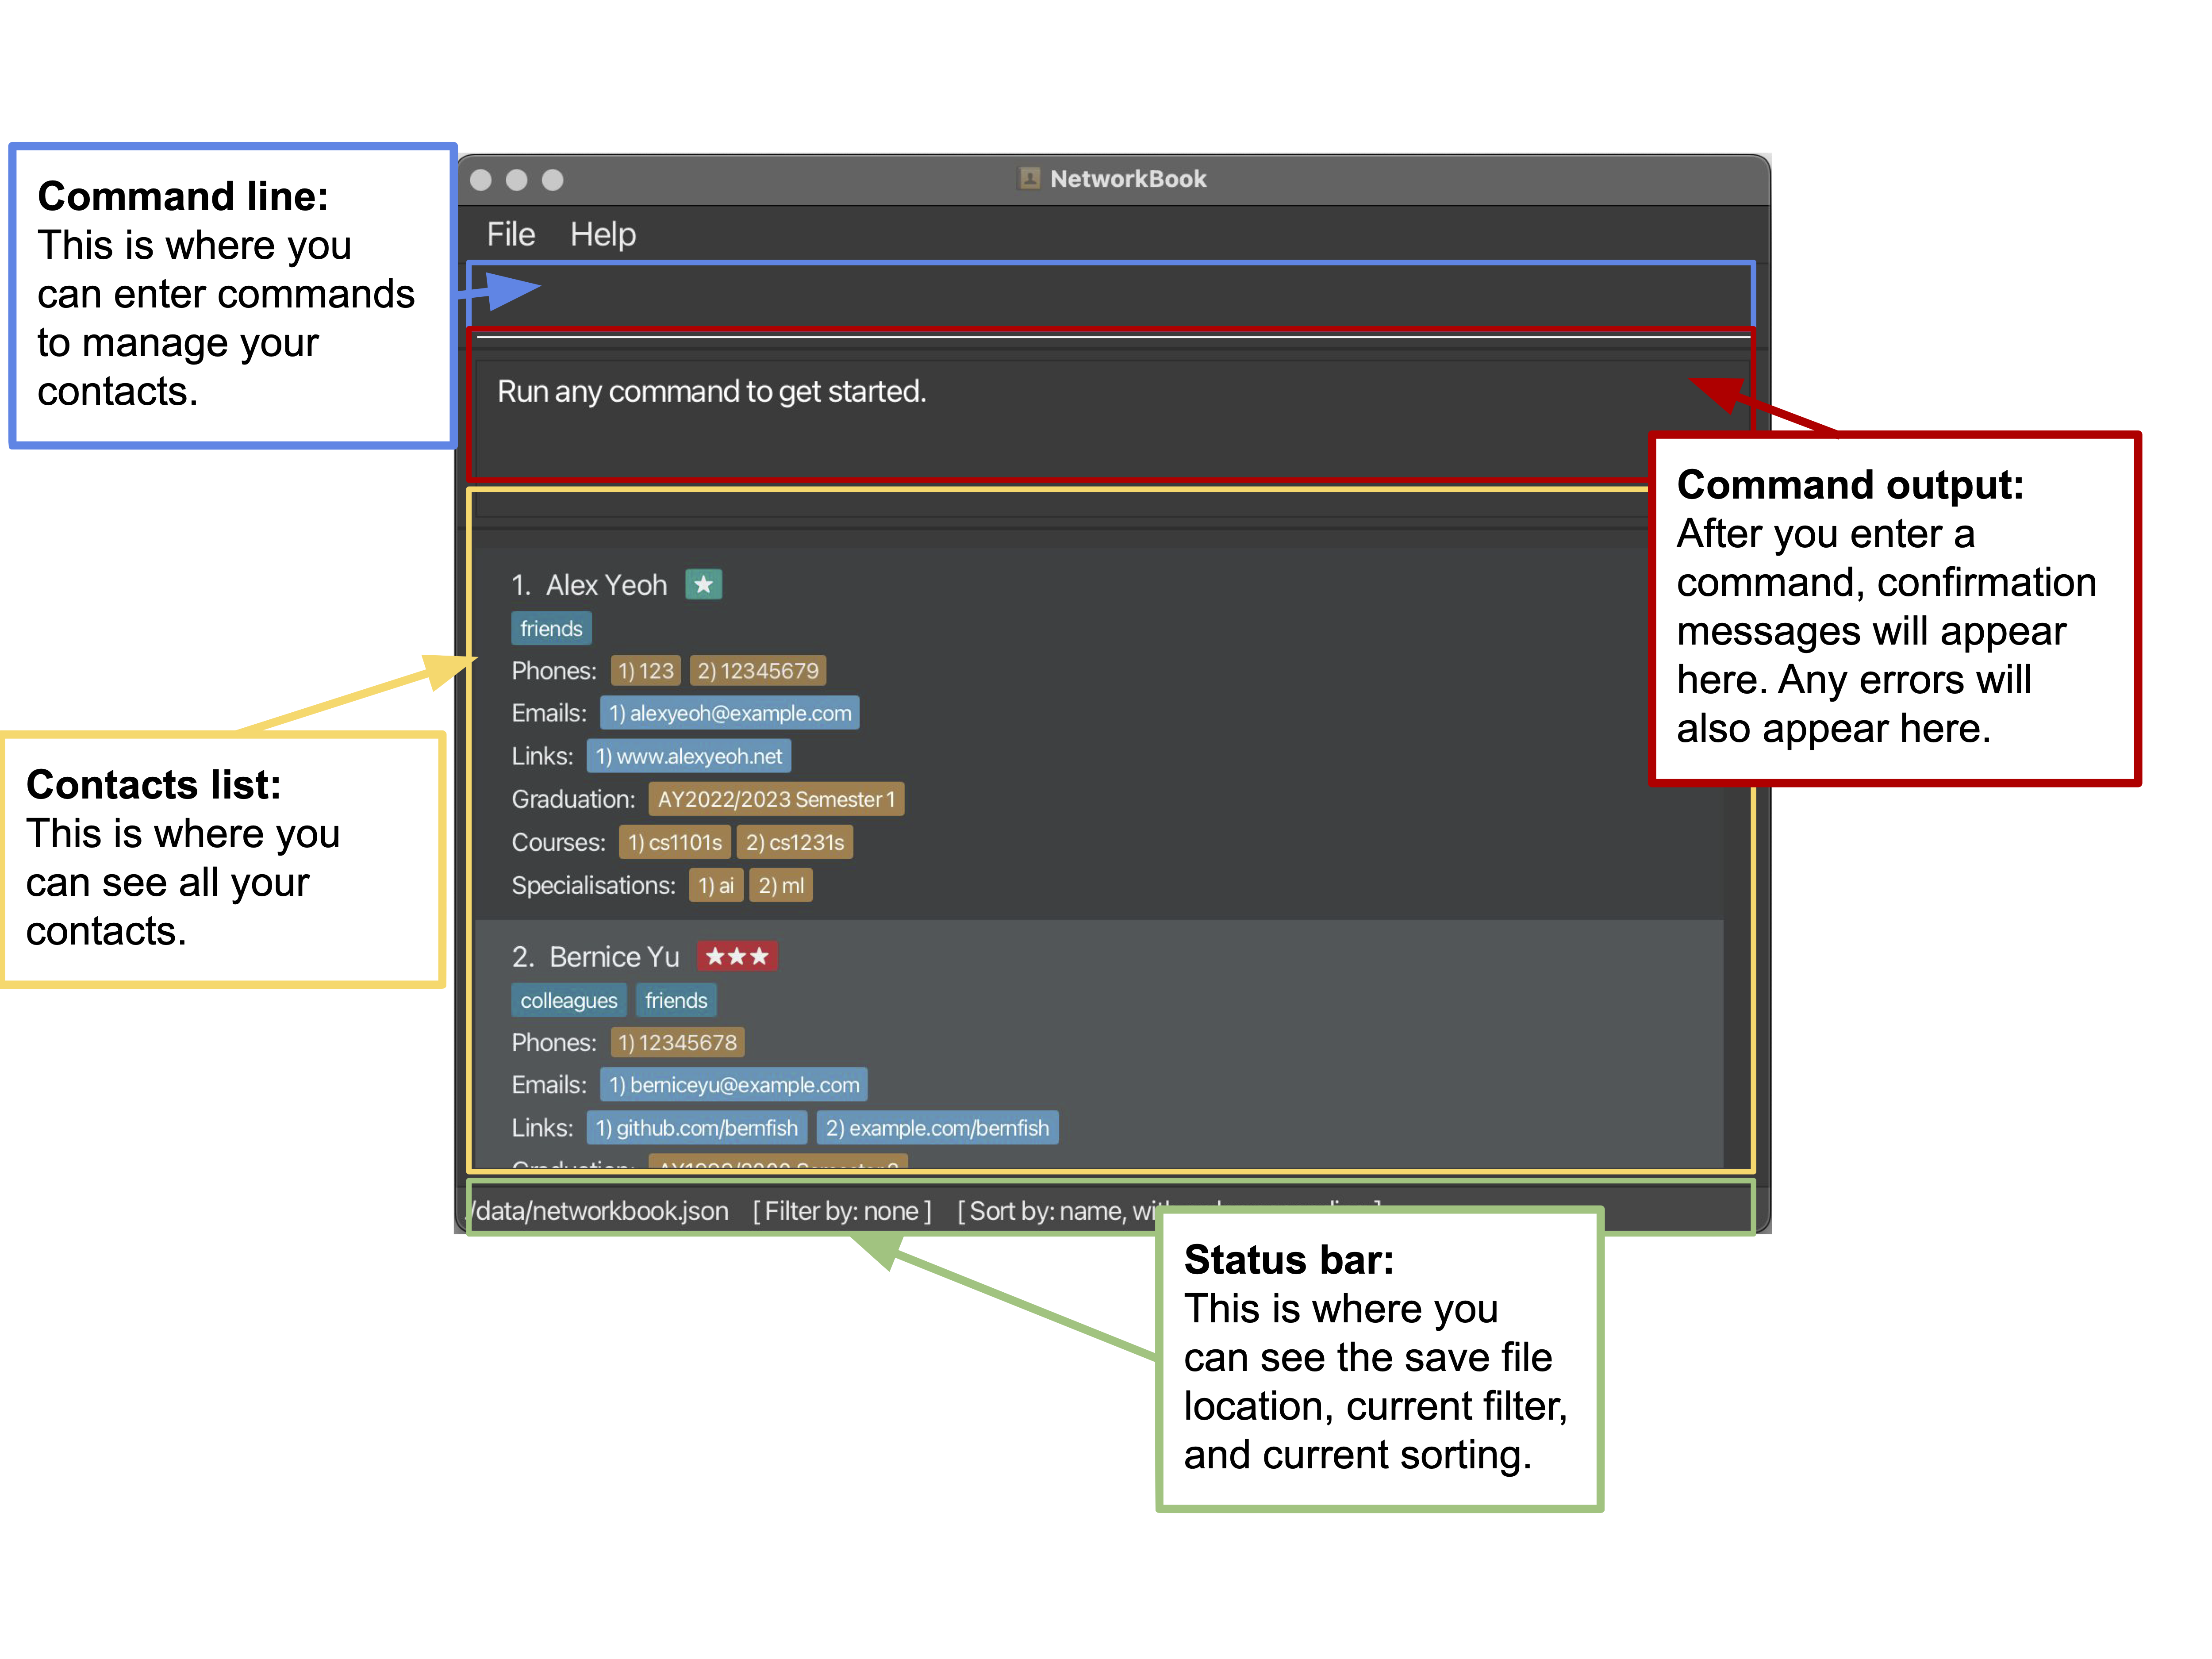 Command line:
This is where you
can enter commands
to manage your
contacts.
NetworkBook
File Help
Run any command to get started.
Command output:
After you enter a
command, confirmation
messages will appear
here. Any errors will
also appear here.
1. Alex Yeoh
friends
Phones: 1) 123 2) 12345679
Emails: 1) alexyeoh@example.com
Links: 1) www.alexyeoh.net
Graduation: AY2022/2023 Semester 1
Courses: 1) cs1101s 2) cs1231s
Specialisations: 1) ai 2) ml
Contacts list:
This is where you
can see all your
contacts.
2. Bernice Yu
colleagues friends
Phones: 1) 12345678
Emails: 1) berniceyu@example.com
Links: 1) github.com/bernfish 2) example.com/bernfish
Graduation:
/data/networkbook.json [ Filter by: none ] [ Sort by: name,
Status bar:
This is where you
can see the save file
location, current filter,
and current sorting.